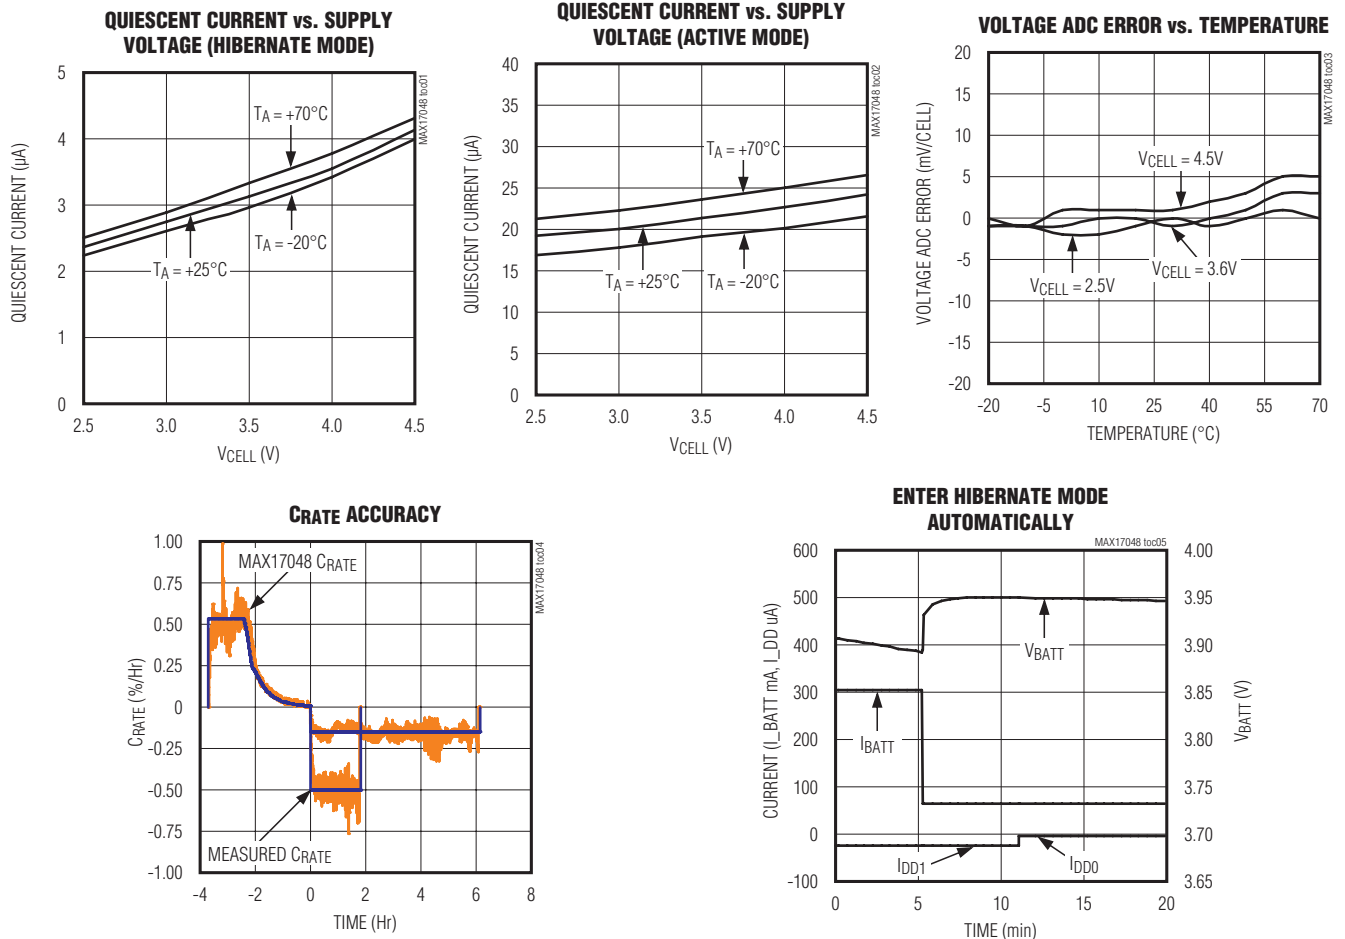 QUIESCENT CURRENT vs. SUPPLY
VOLTAGE (HIBERNATE MODE)
MAX17048 toc01
QUIESCENT CURRENT (µA)
5
4
3
2
1
0
TA = +70°C
TA = -20°C
TA = +25°C
2.5 3.0 3.5 4.0 4.5
VCELL (V)
QUIESCENT CURRENT vs. SUPPLY
VOLTAGE (ACTIVE MODE)
MAX17048 toc02
QUIESCENT CURRENT (µA)
40
35
30
25
20
15
10
5
0
TA = +70°C
TA = +25°C
TA = -20°C
2.5 3.0 3.5 4.0 4.5
VCELL (V)
VOLTAGE ADC ERROR vs. TEMPERATURE
MAX17048 toc03
VOLTAGE ADC ERROR (mV/CELL)
20
15
10
5
0
-5
-10
-15
-20
VCELL = 4.5V
VCELL = 3.6V
VCELL = 2.5V
-20 -5 10 25 40 55 70
TEMPERATURE (°C)
CRATE ACCURACY
MAX17048 toc04
CRATE (%/Hr)
1.00
0.75
0.50
0.25
0
-0.25
-0.50
-0.75
-1.00
MAX17048 CRATE
MEASURED CRATE
-4 -2 0 2 4 6 8
TIME (Hr)
ENTER HIBERNATE MODE
AUTOMATICALLY
MAX17048 toc05
CURRENT (I_BATT mA, I_DD uA)
600
500
400
300
200
100
0
-100
VBATT
IBATT
IDD1
IDD0
4.00
3.95
3.90
3.85
3.80
3.75
3.70
3.65
VBATT (V)
0 5 10 15 20
TIME (min)